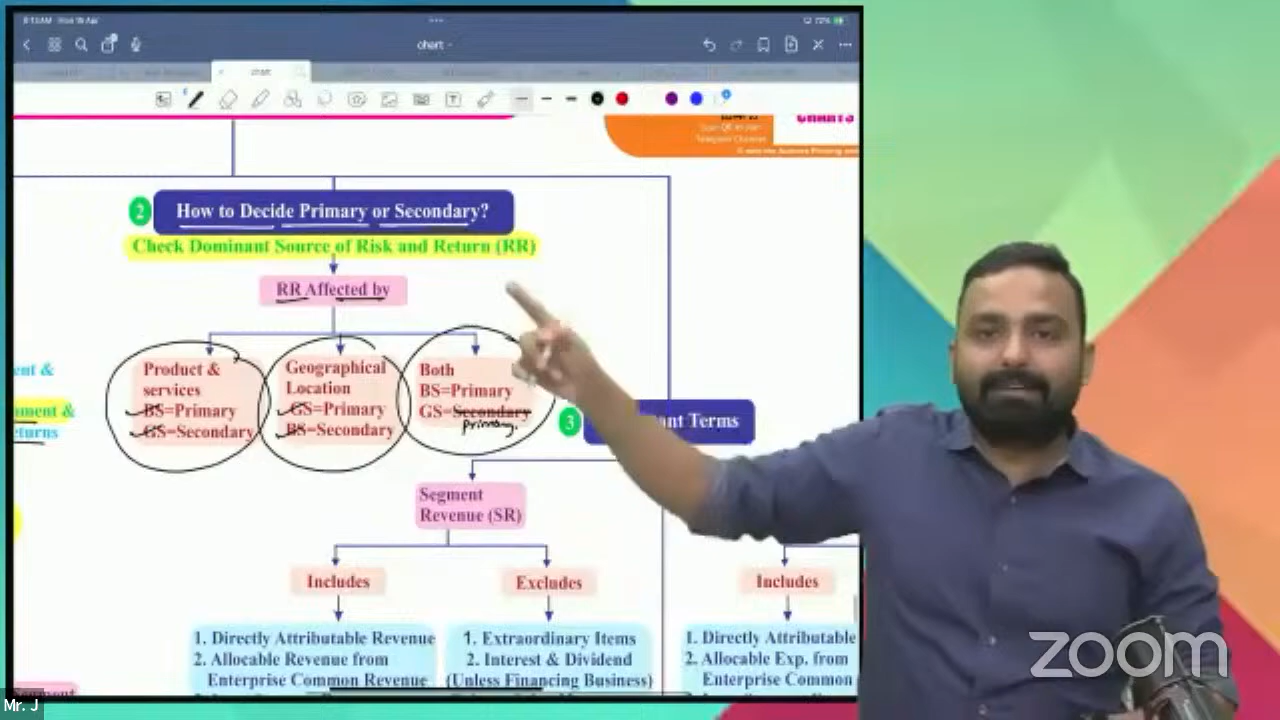 chart
CHARTS
2
How to Decide Primary or Secondary?
Check Dominant Source of Risk and Return (RR)
RR Affected by
Product &
services
BS=Primary
GS=Secondary
Geographical
Location
GS=Primary
BS=Secondary
Both
BS=Primary
GS=Secondary
primary.
3
Terms
Segment
Revenue (SR)
Includes
Excludes
Includes
1. Directly Attributable Revenue
2. Allocable Revenue from
Enterprise Common Revenue
1. Extraordinary Items
2. Interest & Dividend
(Unless Financing Business)
1. Directly Attributable
2. Allocable Exp. from
Enterprise Common
zoom
Mr. J